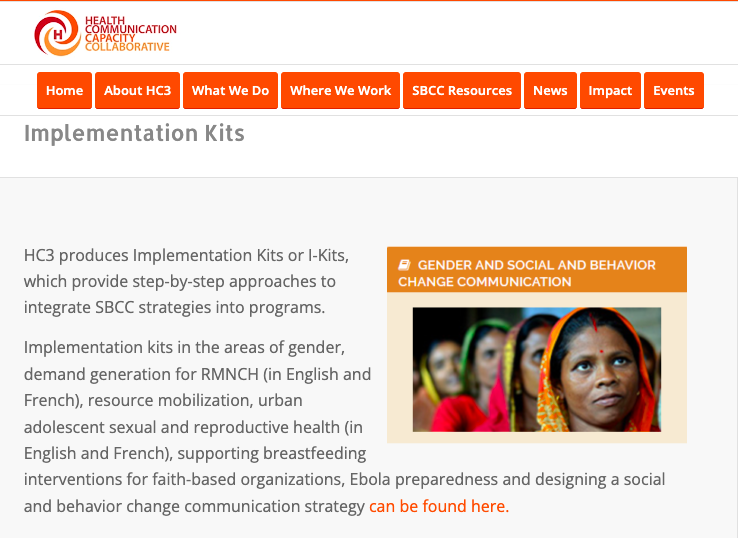 HEALTH
COMMUNICATION
CAPACITY
COLLABORATIVE
H
Home
About HC3
What We Do
Where We Work
SBCC Resources
News
Impact
Events
Implementation Kits
HC3 produces Implementation Kits or I-Kits,
which provide step-by-step approaches to
integrate SBCC strategies into programs.
GENDER AND SOCIAL AND BEHAVIOR
CHANGE COMMUNICATION
Implementation kits in the areas of gender,
demand generation for RMNCH (in English and
French), resource mobilization, urban
adolescent sexual and reproductive health (in
English and French), supporting breastfeeding
interventions for faith-based organizations, Ebola preparedness and designing a social
and behavior change communication strategy can be found here.